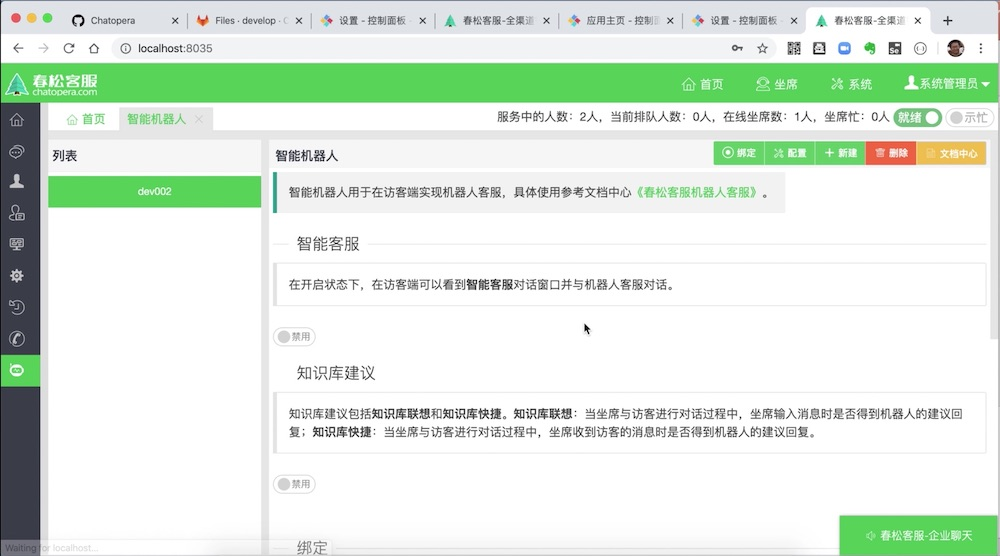 Chatopera
Files · develop · C
设置 - 控制面板 -
春松客服-全渠道
应用主页 - 控制面
设置 - 控制面板 -
春松客服-全渠道
localhost:8035
春松客服
chatopera.com
首页
坐席
系统
系统管理员
首页
智能机器人
服务中的人数：2人，当前排队人数：0人，在线坐席数：1人，坐席忙：0人
就绪
示忙
列表
dev002
智能机器人
绑定
配置
新建
删除
文档中心
智能机器人用于在访客端实现机器人客服，具体使用参考文档中心《春松客服机器人客服》。
智能客服
在开启状态下，在访客端可以看到智能客服对话窗口并与机器人客服对话。
禁用
知识库建议
知识库建议包括知识库联想和知识库快捷。知识库联想：当坐席与访客进行对话过程中，坐席输入消息时是否得到机器人的建议回
复；知识库快捷：当坐席与访客进行对话过程中，坐席收到访客的消息时是否得到机器人的建议回复。
禁用
绑定
春松客服-企业聊天
Waiting for localhost...